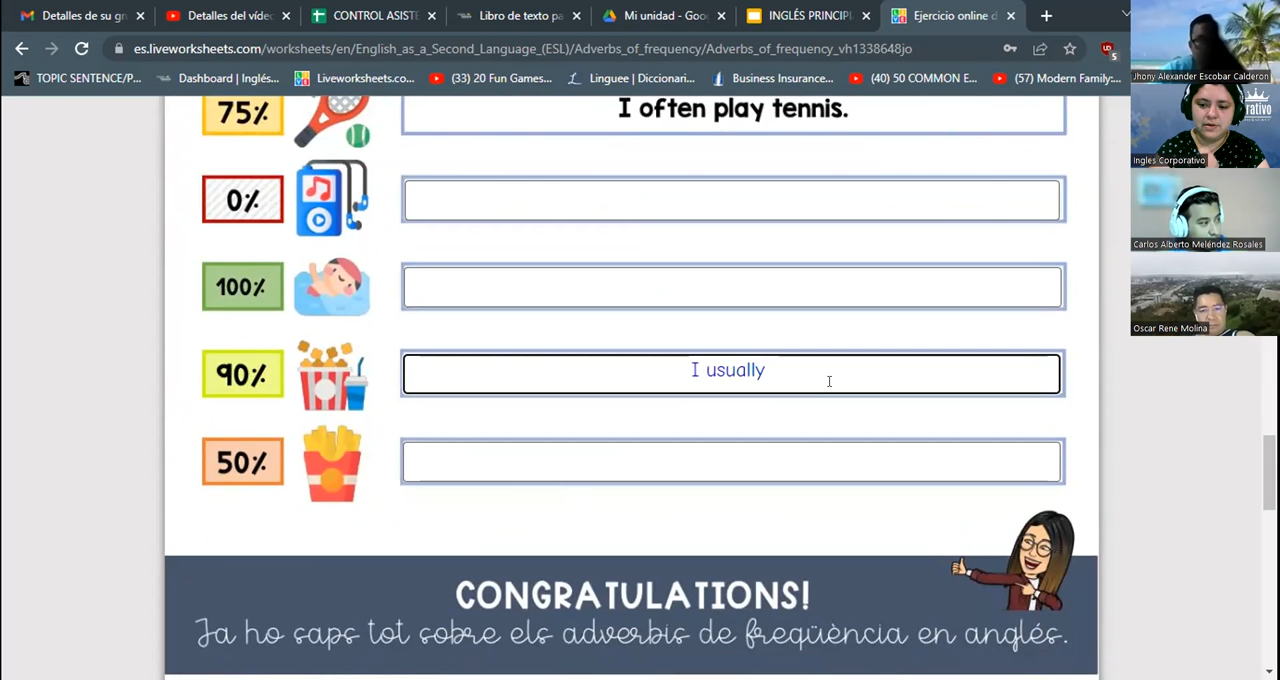 Detalles de su gr
Detalles del víde
CONTROL ASIST
Libro de texto pa
Mi unidad - Goo
INGLÉS PRINCIPI
Ejercicio online d
es.liveworksheets.com/worksheets/en/English_as_a_Second_Language_(ESL)/Adverbs_of_frequency/Adverbs_of_frequency_vh1338648jo
5
TOPIC SENTENCE/P...
Dashboard | Inglés...
Liveworksheets.co...
(33) 20 Fun Games...
Linguee | Diccionari...
Business Insurance...
(40) 50 COMMON E...
(57) Modern Family:...
Jhony Alexander Escobar Calderon
rativo
Ingles Corporativo
Carlos Alberto Meléndez Rosales
Oscar Rene Molina
75% I often play tennis.
0%
100%
90% I usually
50%
CONGRATULATIONS!
Ja ho saps tot sobre els adverbis de freqüència en anglés.